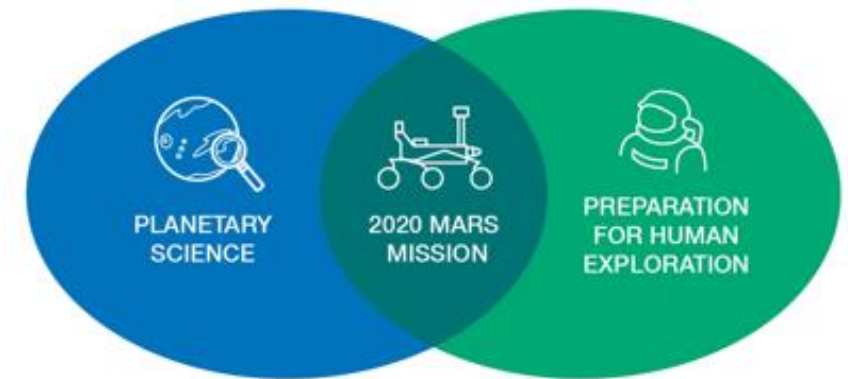 PLANETARY
SCIENCE
2020 MARS
MISSION
PREPARATION
FOR HUMAN
EXPLORATION